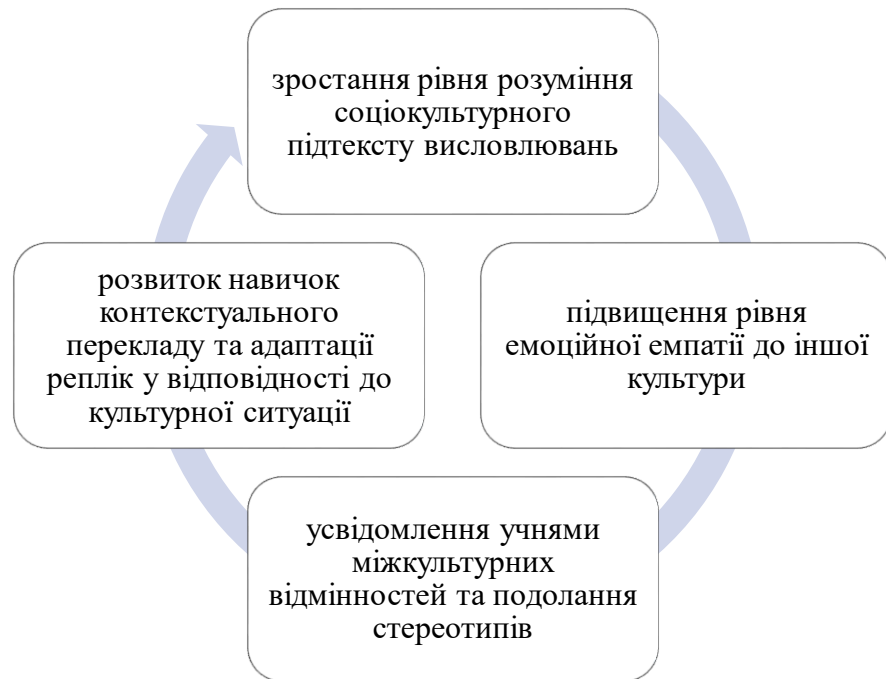 зростання рівня розуміння
соціокультурного
підтексту висловлювань
підвищення рівня
емоційної емпатії до іншої
культури
усвідомлення учнями
міжкультурних
відмінностей та подолання
стереотипів
розвиток навичок
контекстуального
перекладу та адаптації
реплік у відповідності до
культурної ситуації